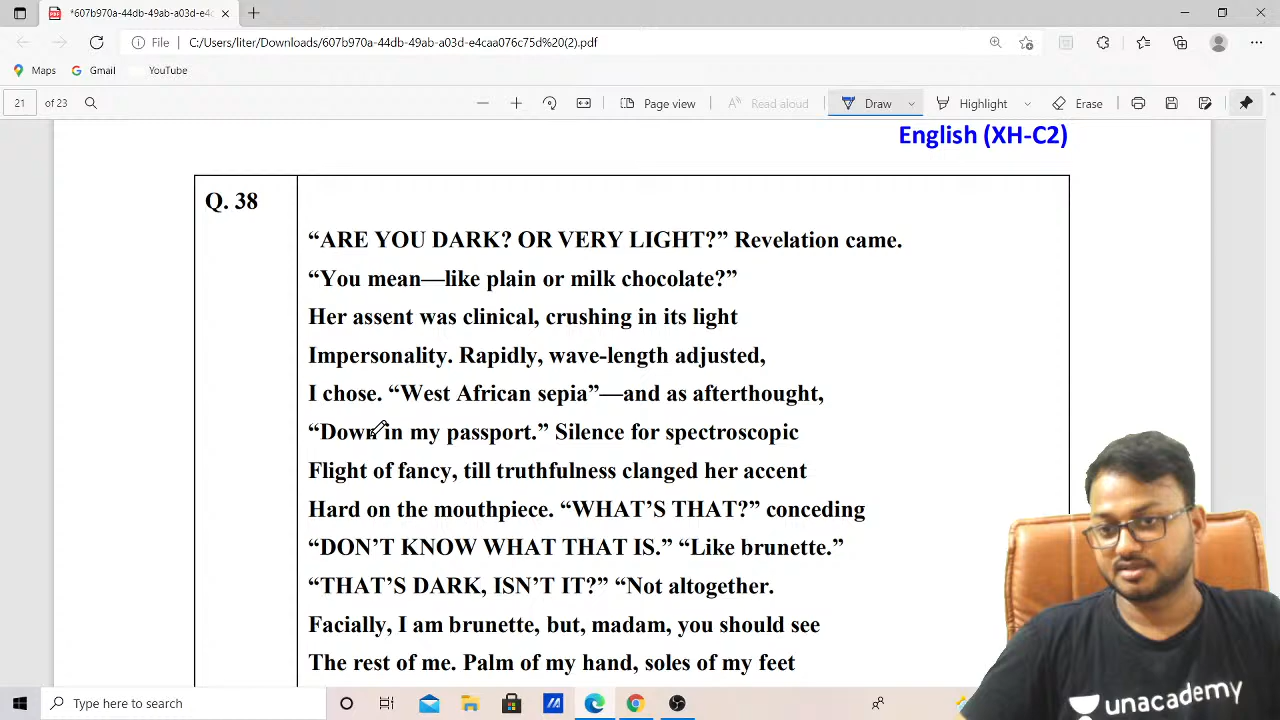 *607b970a-44db-49ab-a03d-e4c
File
C:/Users/liter/Downloads/607b970a-44db-49ab-a03d-e4caa076c75d%20(2).pdf
Maps Gmail YouTube
21 of 23 Page view Read aloud Draw Highlight Erase
English (XH-C2)
Q. 38
“ARE YOU DARK? OR VERY LIGHT?” Revelation came.
“You mean—like plain or milk chocolate?”
Her assent was clinical, crushing in its light
Impersonality. Rapidly, wave-length adjusted,
I chose. “West African sepia”—and as afterthought,
“Down in my passport.” Silence for spectroscopic
Flight of fancy, till truthfulness clanged her accent
Hard on the mouthpiece. “WHAT’S THAT?” conceding
“DON’T KNOW WHAT THAT IS.” “Like brunette.”
“THAT’S DARK, ISN’T IT?” “Not altogether.
Facially, I am brunette, but, madam, you should see
The rest of me. Palm of my hand, soles of my feet
unacademy
Type here to search